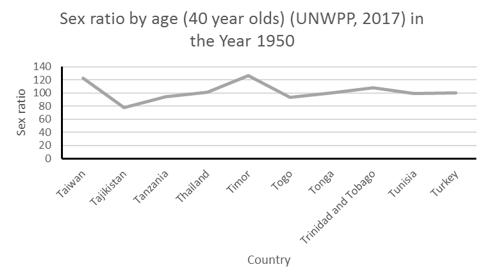 Sex ratio by age (40 year olds) (UNWPP, 2017) in
the Year 1950
140
120
100
80
60
40
20
0
Sex ratio
Taiwan
Tajikistan
Tanzania
Thailand
Timor
Togo
Tonga
Trinidad and Tobago
Tunisia
Turkey
Country